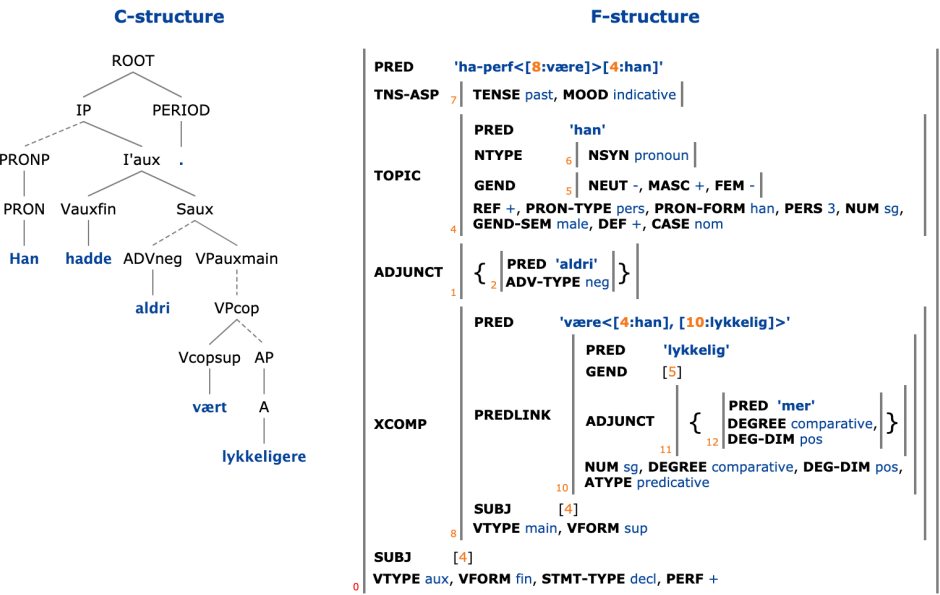 C-structure
ROOT
IP PERIOD
PRONP I'aux .
PRON Vauxfin Saux
Han hadde ADVneg VPauxmain
aldri VPcop
Vcopsup AP
vært A
lykkeligere
F-structure
PRED 'ha-perf<[8:være]>[4:han]'
TNS-ASP 7 TENSE past, MOOD indicative
PRED 'han'
NTYPE 6 NSYN pronoun
TOPIC GEND 5 NEUT -, MASC +, FEM -
REF +, PRON-TYPE pers, PRON-FORM han, PERS 3, NUM sg,
4 GEND-SEM male, DEF +, CASE nom
ADJUNCT 1 { 2 PRED 'aldri'
ADV-TYPE neg }
PRED 'være<[4:han], [10:lykkelig]>'
PRED 'lykkelig'
GEND [5]
XCOMP PREDLINK ADJUNCT 11 { 12 PRED 'mer'
DEGREE comparative,
DEG-DIM pos }
NUM sg, DEGREE comparative, DEG-DIM pos,
10 ATYPE predicative
SUBJ [4]
8 VTYPE main, VFORM sup
SUBJ [4]
0 VTYPE aux, VFORM fin, STMT-TYPE decl, PERF +